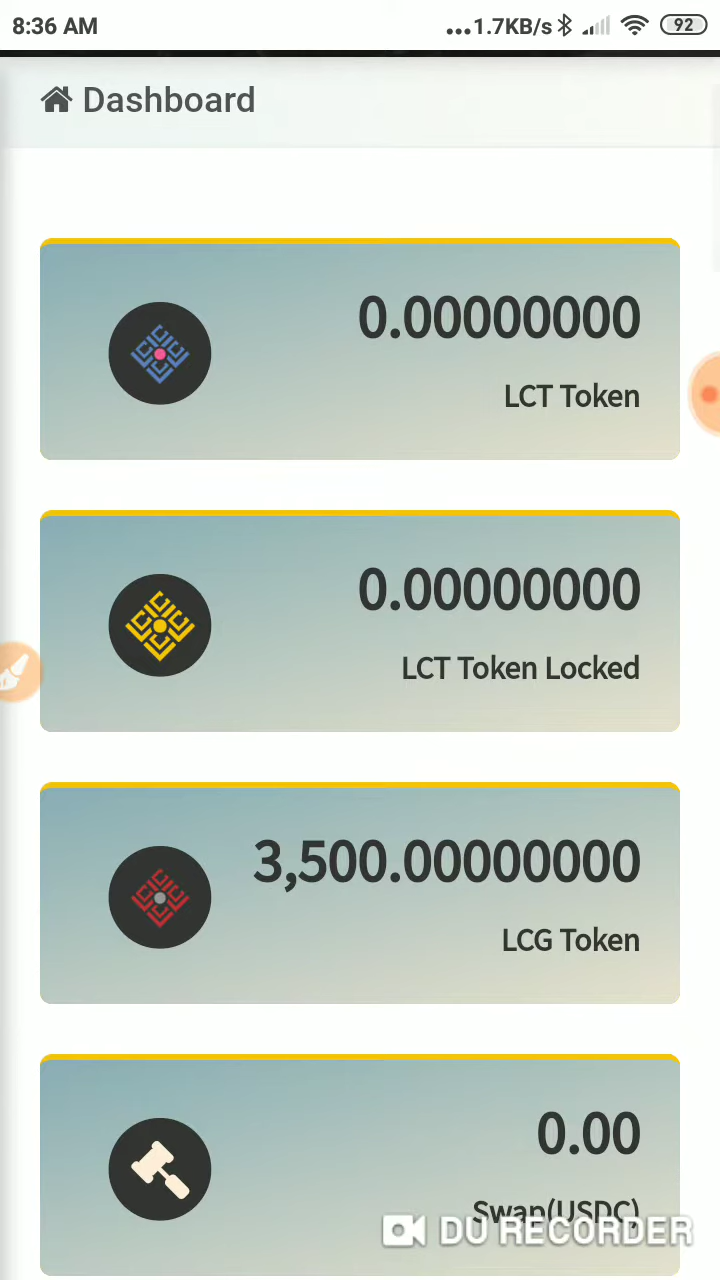 8:36 AM
...1.7KB/s
92
Dashboard
0.00000000
LCT Token
0.00000000
LCT Token Locked
3,500.00000000
LCG Token
0.00
Swap(USDC)
DU RECORDER